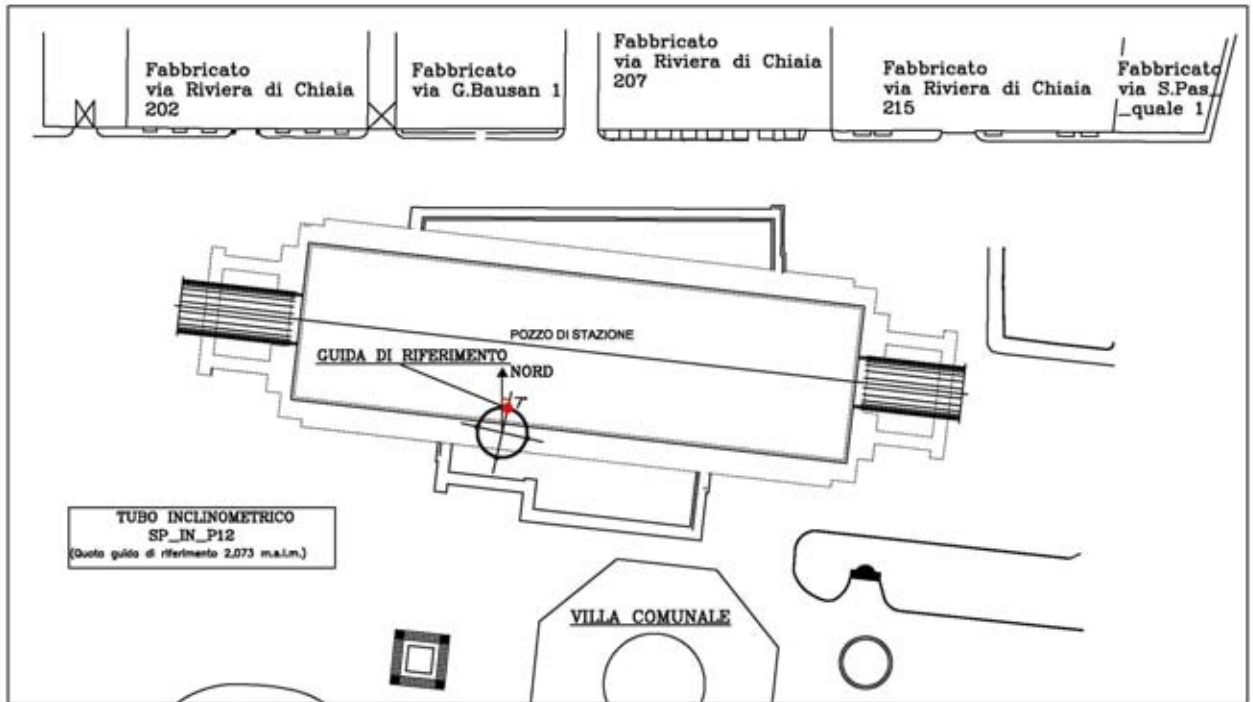 Fabbricato
via Riviera di Chiaia
202
Fabbricato
via G.Bausan 1
Fabbricato
via Riviera di Chiaia
207
Fabbricato
via Riviera di Chiaia
215
Fabbricato
via S.Pas_
_quale 1
POZZO DI STAZIONE
GUIDA DI RIFERIMENTO
NORD
7°
TUBO INCLINOMETRICO
SP_IN_P12
(Quota guida di riferimento 2,073 m.s.l.m.)
VILLA COMUNALE